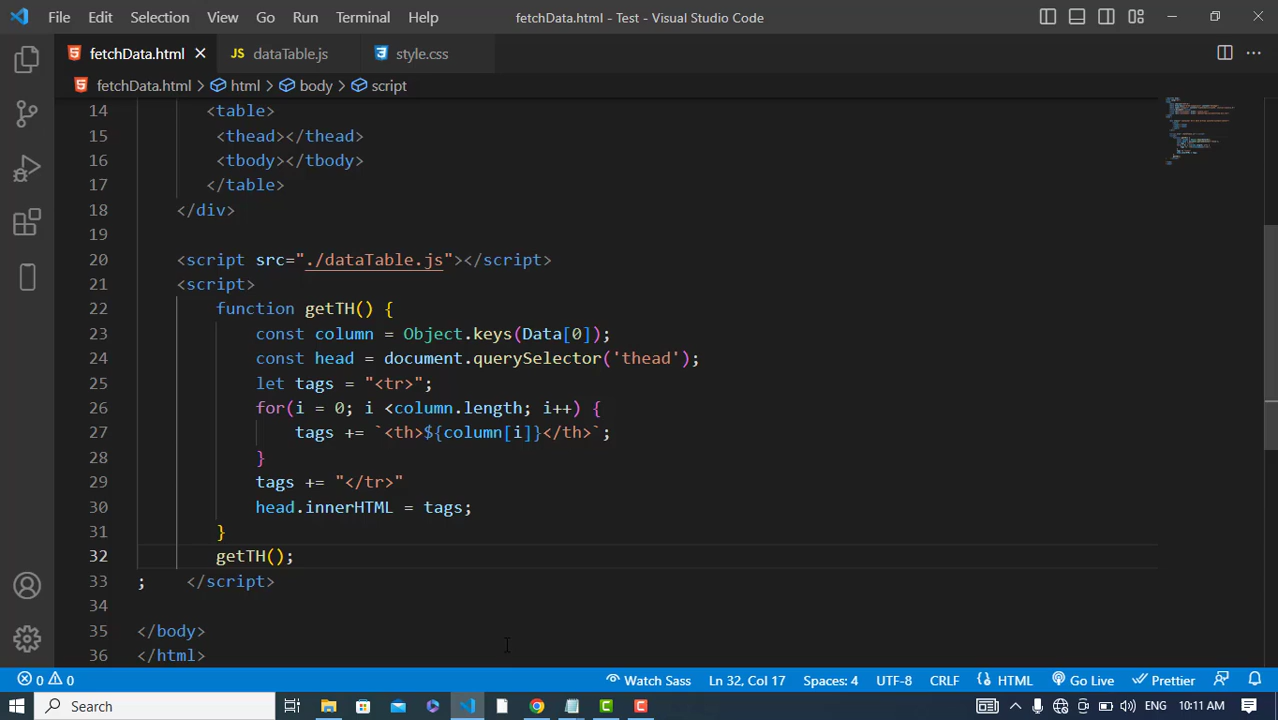 File Edit Selection View Go Run Terminal Help fetchData.html - Test - Visual Studio Code
fetchData.html JS dataTable.js style.css
fetchData.html > html > body > script
14 <table>
15 <thead></thead>
16 <tbody></tbody>
17 </table>
18 </div>
19
20 <script src="./dataTable.js"></script>
21 <script>
22 function getTH() {
23 const column = Object.keys(Data[0]);
24 const head = document.querySelector('thead');
25 let tags = "<tr>";
26 for(i = 0; i <column.length; i++) {
27 tags += `<th>${column[i]}</th>`;
28 }
29 tags += "</tr>"
30 head.innerHTML = tags;
31 }
32 getTH();
33 ; </script>
34
35 </body>
36 </html>
0 0 Watch Sass Ln 32, Col 17 Spaces: 4 UTF-8 CRLF HTML Go Live Prettier
Search ENG 10:11 AM